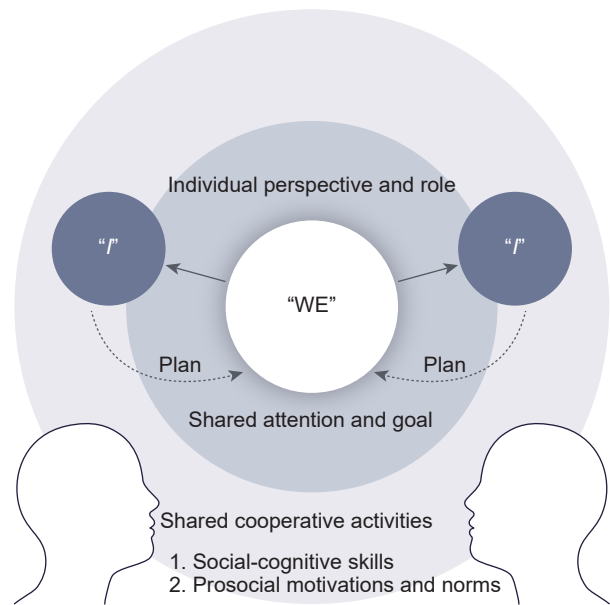 Individual perspective and role
“I”
“I”
“WE”
Plan
Plan
Shared attention and goal
Shared cooperative activities
1. Social-cognitive skills
2. Prosocial motivations and norms